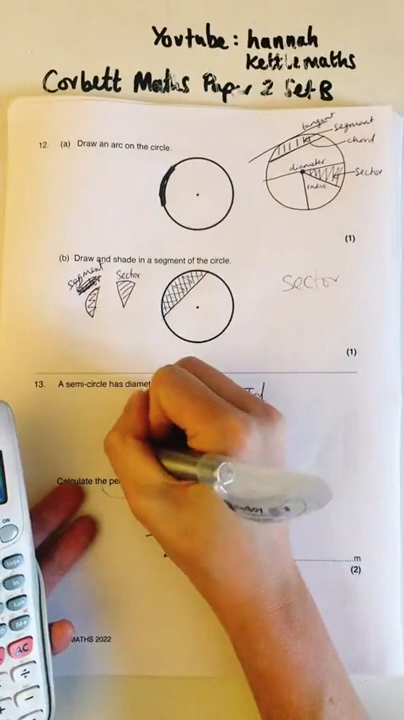 Youtube: hannah
kettlemaths
Corbett Maths Paper 2 Set B
12. (a) Draw an arc on the circle.
tangent
segment
chord
diameter
sector
radius
(1)
(b) Draw and shade in a segment of the circle.
segment
sector
sector
(1)
13. A semi-circle has diamet
Calculate the pe
m
(2)
MATHS 2022
ON
AC